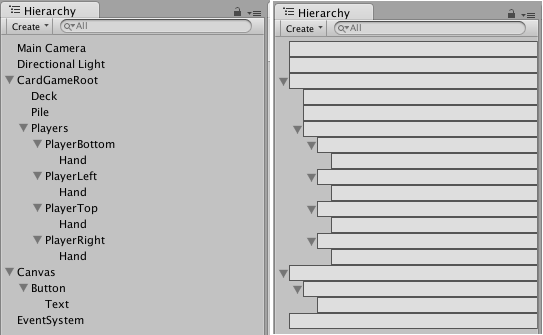 Hierarchy
Create All
Main Camera
Directional Light
CardGameRoot
Deck
Pile
Players
PlayerBottom
Hand
PlayerLeft
Hand
PlayerTop
Hand
PlayerRight
Hand
Canvas
Button
Text
EventSystem
Hierarchy
Create All